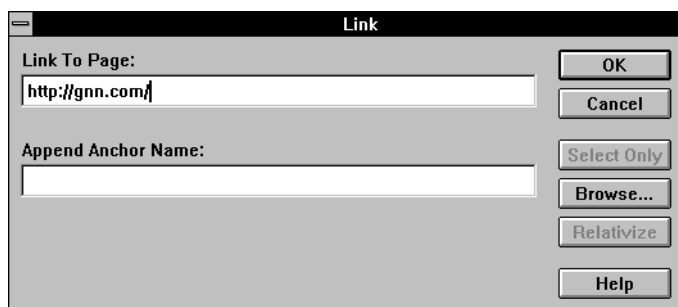 Link
Link To Page:
http://gnn.com/
Append Anchor Name:
OK
Cancel
Select Only
Browse...
Relativize
Help